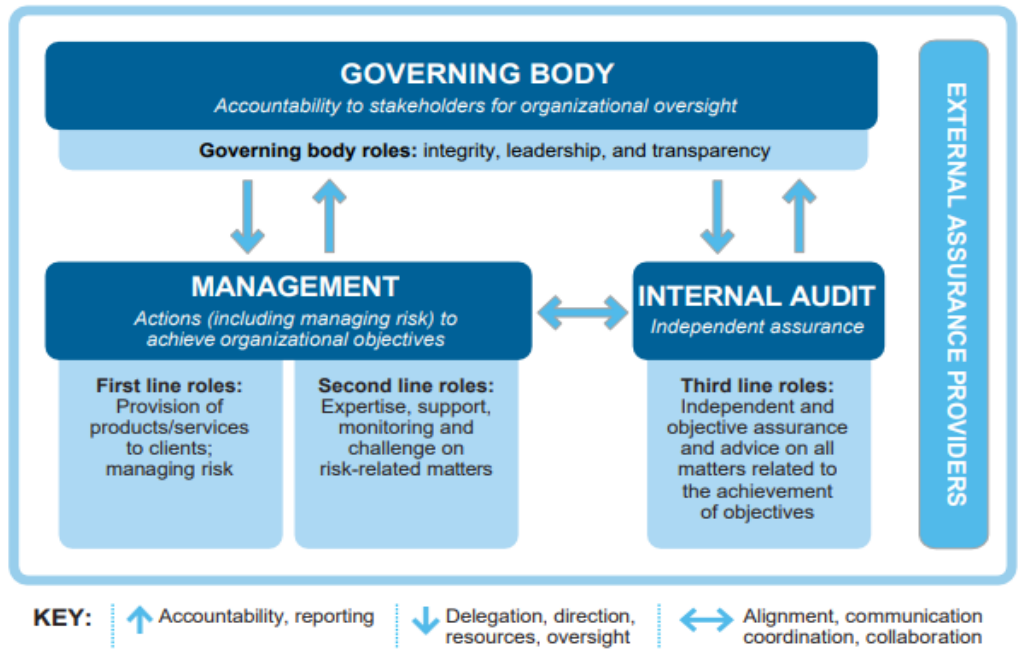 GOVERNING BODY
Accountability to stakeholders for organizational oversight
Governing body roles: integrity, leadership, and transparency
MANAGEMENT
Actions (including managing risk) to
achieve organizational objectives
First line roles:
Provision of
products/services
to clients;
managing risk
Second line roles:
Expertise, support,
monitoring and
challenge on
risk-related matters
INTERNAL AUDIT
Independent assurance
Third line roles:
Independent and
objective assurance
and advice on all
matters related to
the achievement
of objectives
EXTERNAL ASSURANCE PROVIDERS
KEY:
Accountability, reporting
Delegation, direction,
resources, oversight
Alignment, communication
coordination, collaboration